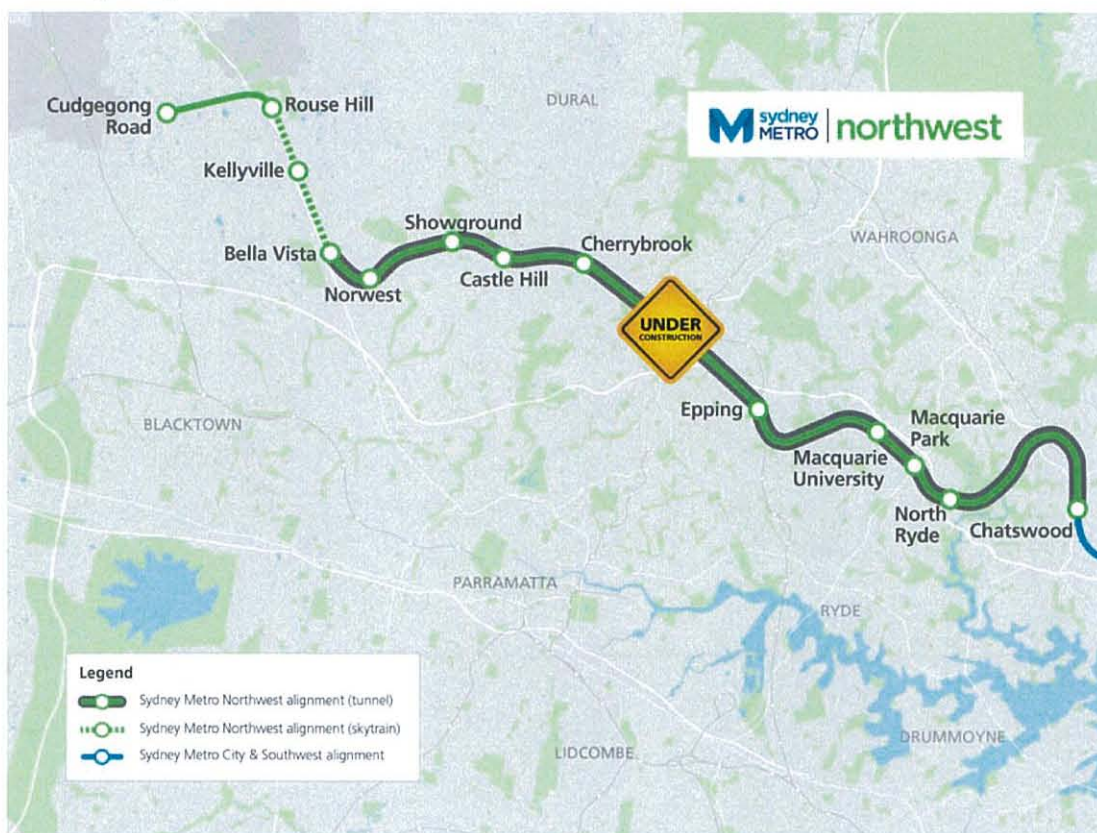 Cudgegong
Road
Rouse Hill
DURAL
M sydney METRO northwest
Kellyville
Showground
Cherrybrook
WAHROONGA
Bella Vista
Norwest
Castle Hill
UNDER
CONSTRUCTION
BLACKTOWN
Epping
Macquarie
Park
Macquarie
University
North
Ryde
Chatswood
PARRAMATTA
RYDE
Legend
Sydney Metro Northwest alignment (tunnel)
Sydney Metro Northwest alignment (skytrain)
Sydney Metro City & Southwest alignment
LIDCOMBE
DRUMMOYNE